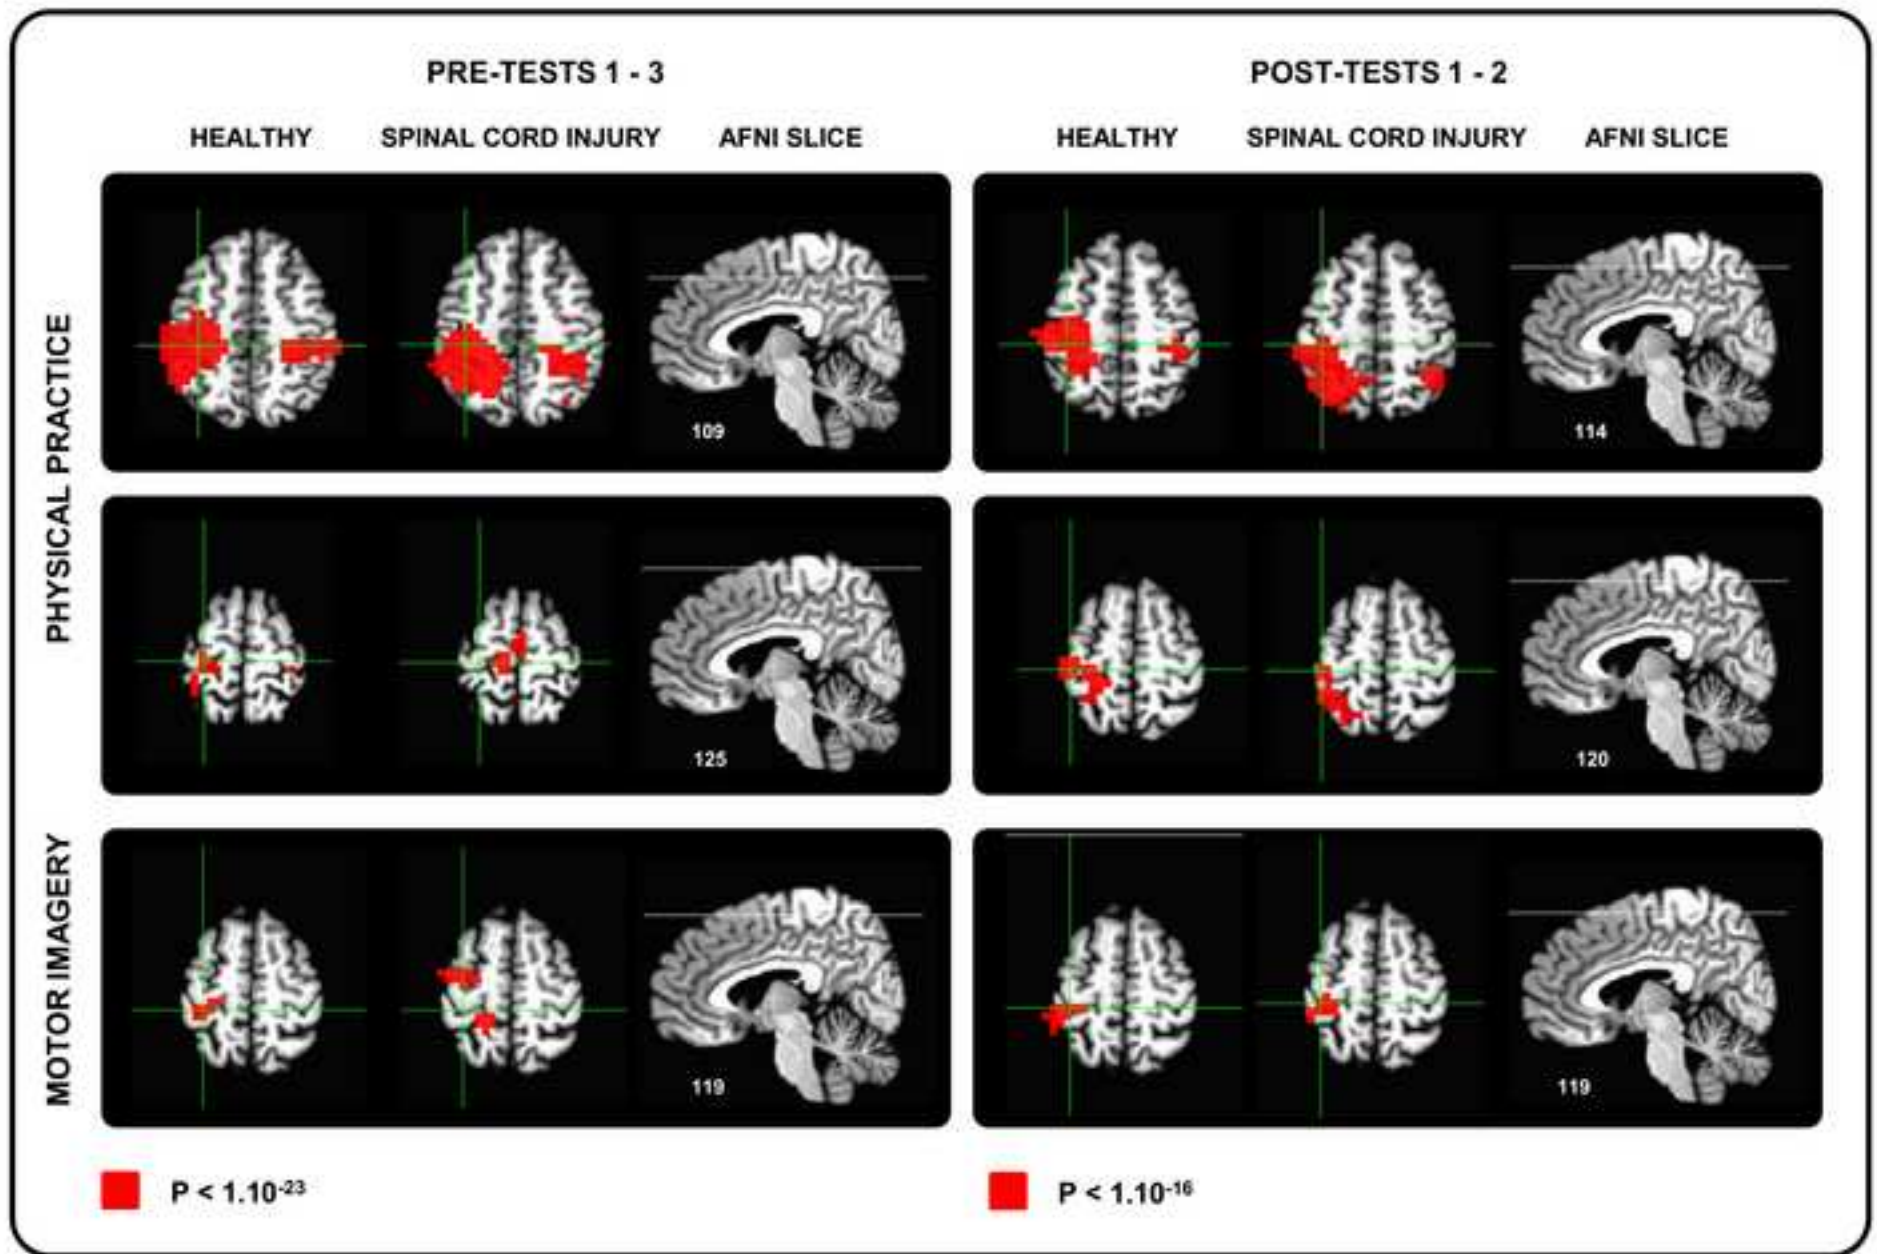 PRE-TESTS 1 - 3
POST-TESTS 1 - 2
HEALTHY SPINAL CORD INJURY AFNI SLICE
HEALTHY SPINAL CORD INJURY AFNI SLICE
PHYSICAL PRACTICE
109
114
125
120
MOTOR IMAGERY
119
119
P < 1.10-23
P < 1.10-16